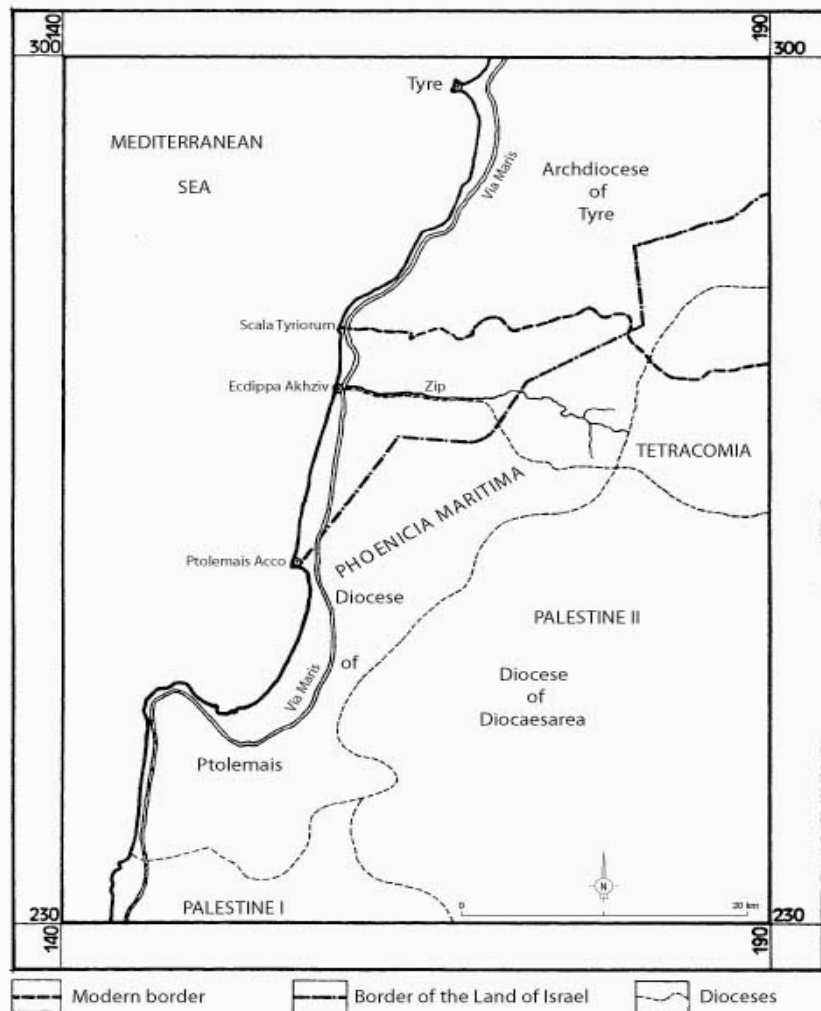 140
190
300
300
Tyre
MEDITERRANEAN
SEA
Via Maris
Archdiocese
of
Tyre
Scala Tyriorum
Ecdippa Akhziv
Zip
TETRACOMIA
PHOENICIA MARITIMA
Ptolemais Acco
Diocese
of
Ptolemais
PALESTINE II
Diocese
of
Diocaesarea
Via Maris
PALESTINE I
N
0
20 km
230
230
140
190
Modern border
Border of the Land of Israel
Dioceses